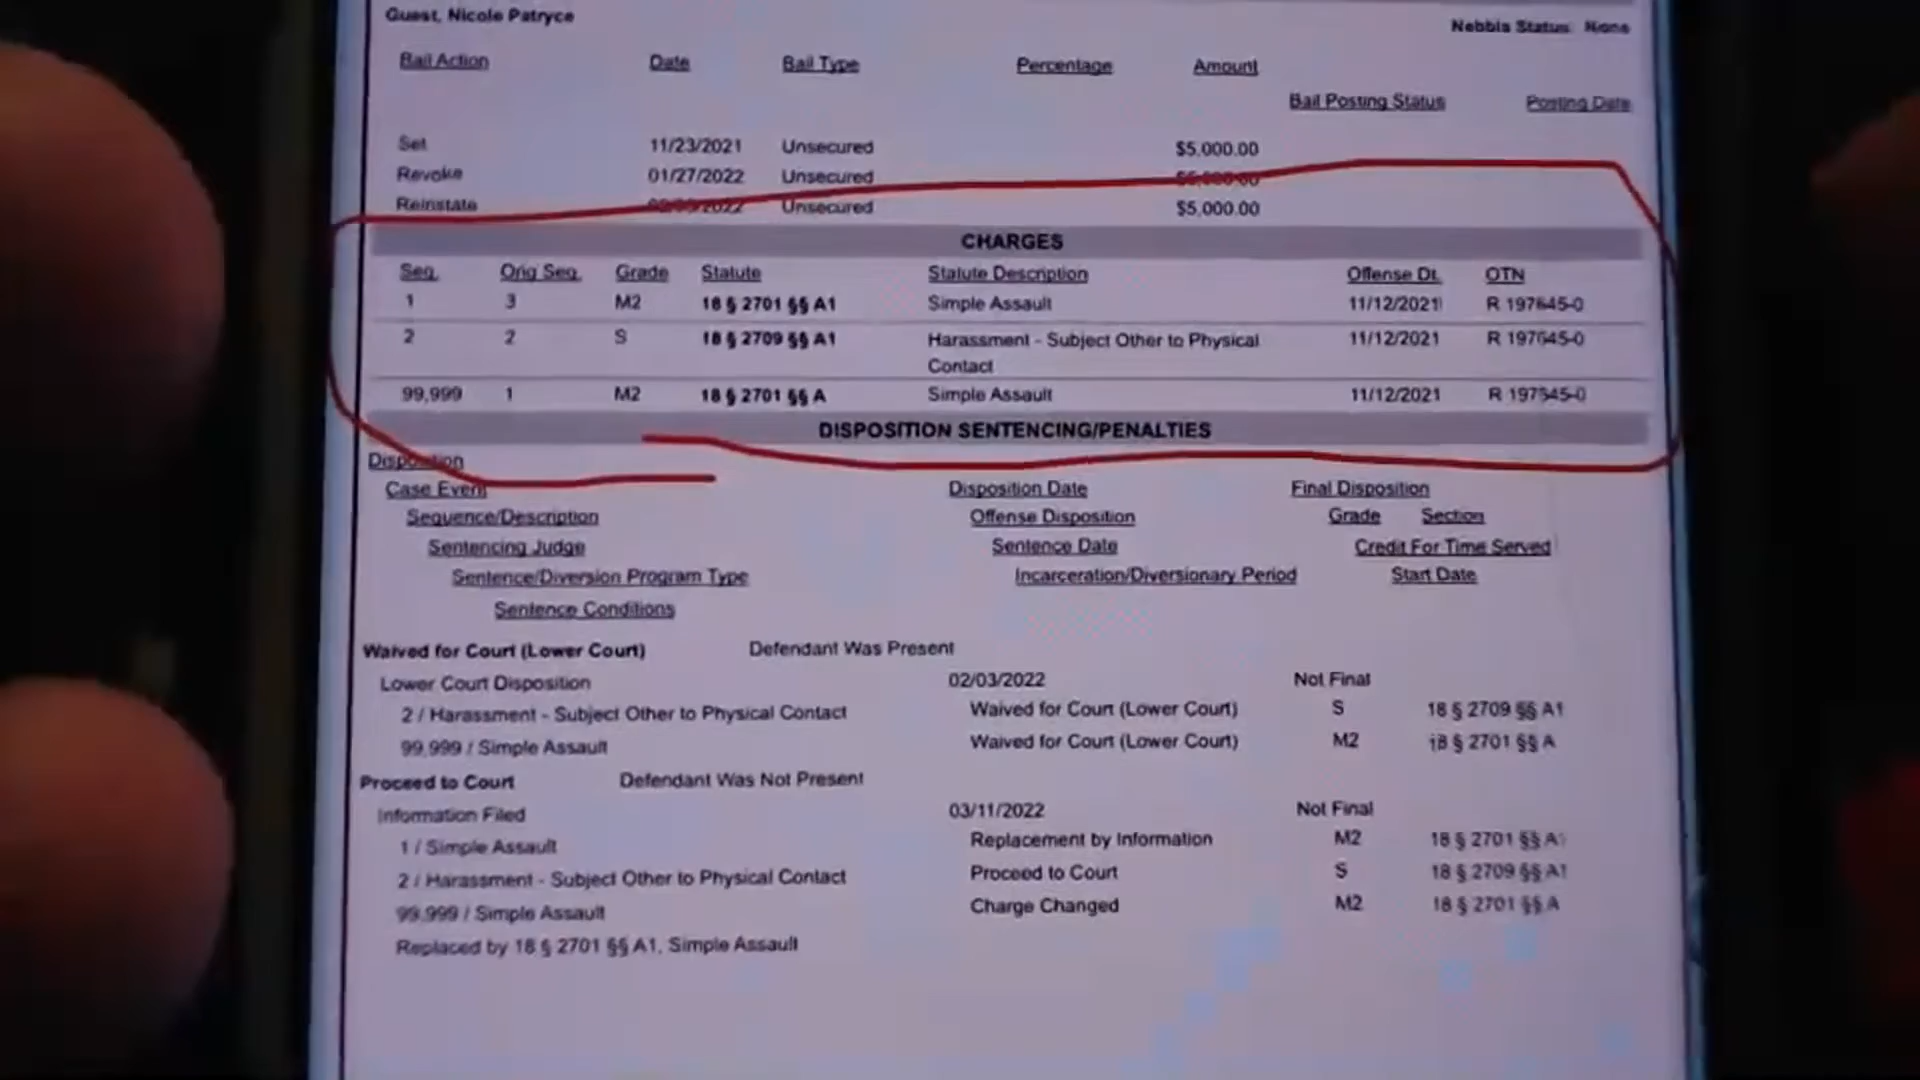 Guest, Nicole Patryce
Nebbia Status: None
Bail Action Date Bail Type Percentage Amount
Bail Posting Status Posting Date
Set 11/23/2021 Unsecured $5,000.00
Revoke 01/27/2022 Unsecured $5,000.00
Reinstate Unsecured $5,000.00
CHARGES
Seq. Orig Seq. Grade Statute Statute Description Offense Dt. OTN
1 3 M2 18 § 2701 §§ A1 Simple Assault 11/12/2021 R 197645-0
2 2 S 18 § 2709 §§ A1 Harassment - Subject Other to Physical Contact 11/12/2021 R 197645-0
99,999 1 M2 18 § 2701 §§ A Simple Assault 11/12/2021 R 197645-0
DISPOSITION SENTENCING/PENALTIES
Disposition
Case Event Disposition Date Final Disposition
Sequence/Description Offense Disposition Grade Section
Sentencing Judge Sentence Date Credit For Time Served
Sentence/Diversion Program Type Incarceration/Diversionary Period Start Date
Sentence Conditions
Waived for Court (Lower Court) Defendant Was Present
Lower Court Disposition 02/03/2022 Not Final
2 / Harassment - Subject Other to Physical Contact Waived for Court (Lower Court) S 18 § 2709 §§ A1
99,999 / Simple Assault Waived for Court (Lower Court) M2 18 § 2701 §§ A
Proceed to Court Defendant Was Not Present
Information Filed 03/11/2022 Not Final
1 / Simple Assault Replacement by Information M2 18 § 2701 §§ A1
2 / Harassment - Subject Other to Physical Contact Proceed to Court S 18 § 2709 §§ A1
99,999 / Simple Assault Charge Changed M2 18 § 2701 §§ A
Replaced by 18 § 2701 §§ A1, Simple Assault